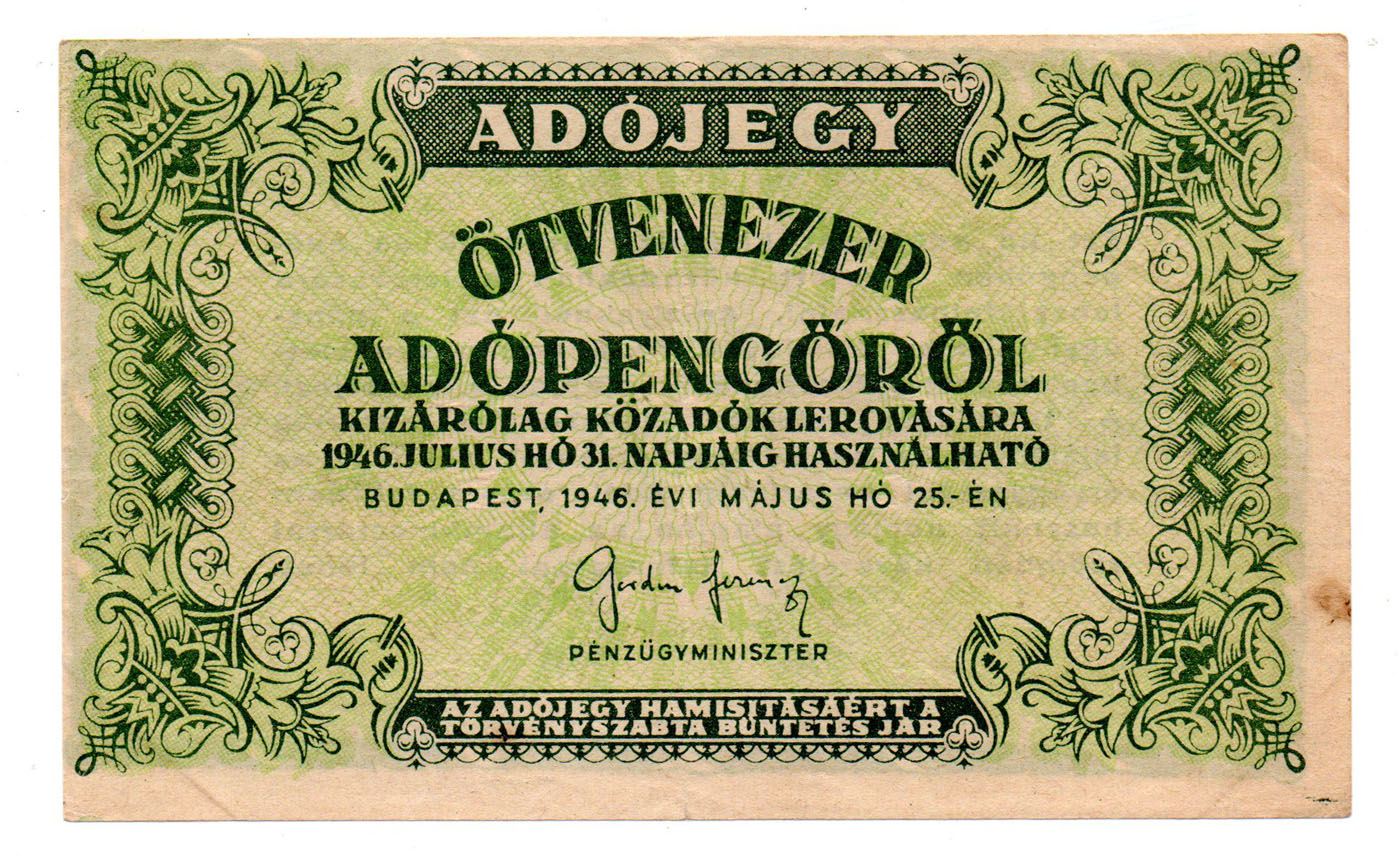 ADÓJEGY
ÖTVENEZER
ADÓPENGŐRŐL
KIZÁRÓLAG KÖZADÓK LEROVÁSÁRA
1946. JULIUS HÓ 31. NAPJÁIG HASZNÁLHATÓ
BUDAPEST, 1946. ÉVI MÁJUS HÓ 25.-ÉN
Gordon Ferenc
PÉNZÜGYMINISZTER
AZ ADÓJEGY HAMISITÁSÁÉRT A
TÖRVÉNYSZABTA BÜNTETÉS JÁR